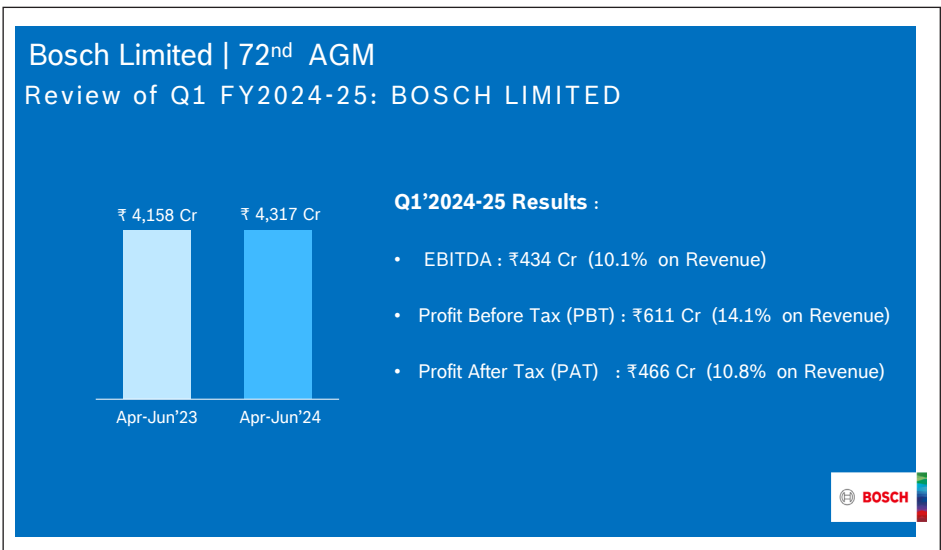 Bosch Limited | 72nd AGM
Review of Q1 FY2024-25: BOSCH LIMITED
₹ 4,158 Cr ₹ 4,317 Cr
Apr-Jun'23 Apr-Jun'24
Q1'2024-25 Results :
• EBITDA : ₹434 Cr (10.1% on Revenue)
• Profit Before Tax (PBT) : ₹611 Cr (14.1% on Revenue)
• Profit After Tax (PAT) : ₹466 Cr (10.8% on Revenue)
BOSCH